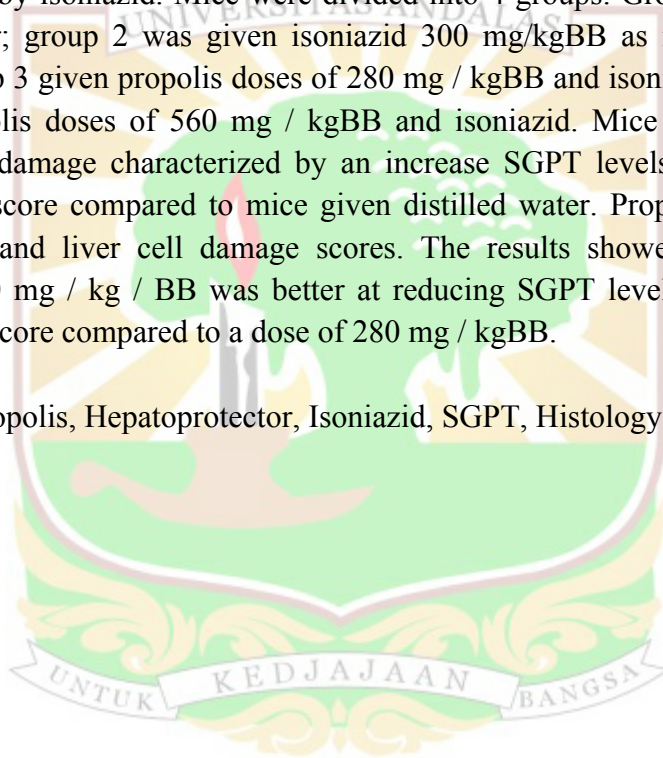 by isoniazid. Mice were divided into 4 groups. Gro
UNIVERSITAS ANDALAS
; group 2 was given isoniazid 300 mg/kgBB as
3 given propolis doses of 280 mg / kgBB and ison
doses of 560 mg / kgBB and isoniazid. Mice
damage characterized by an increase SGPT levels
score compared to mice given distilled water. Prop
and liver cell damage scores. The results showe
mg / kg / BB was better at reducing SGPT leve
core compared to a dose of 280 mg / kgBB.
opolis, Hepatoprotector, Isoniazid, SGPT, Histology
UNTUK KEDJAJAAN BANGSA